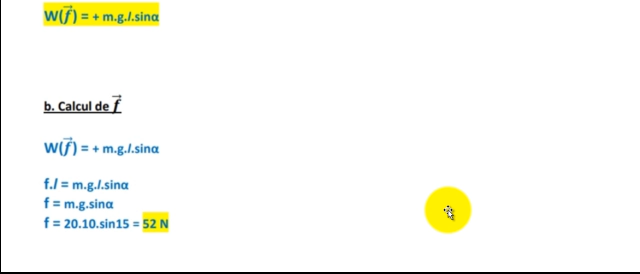 W(f⃗) = + m.g.l.sinα
b. Calcul de f⃗
W(f⃗) = + m.g.l.sinα
f.l = m.g.l.sinα
f = m.g.sinα
f = 20.10.sin15 = 52 N